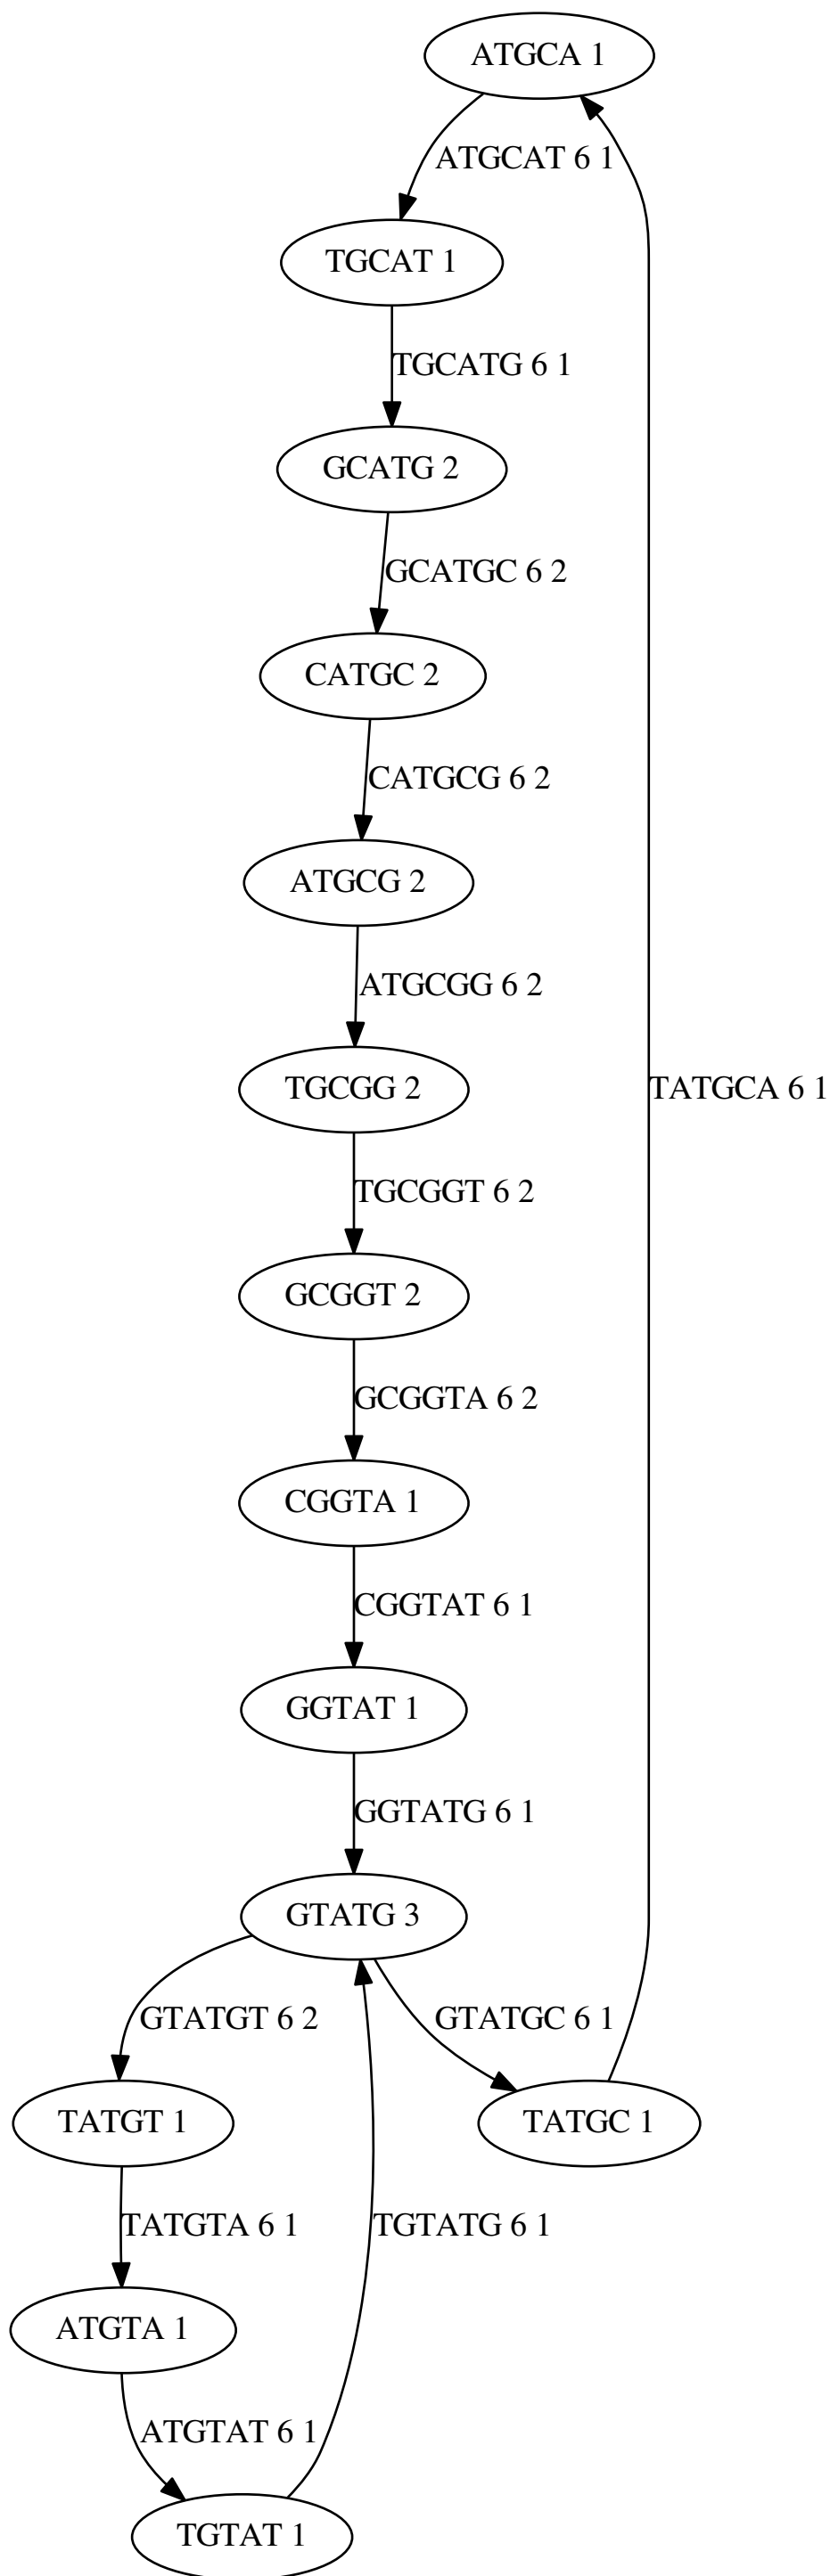 ATGCA 1
ATGCAT 6 1
TGCAT 1
TGCATG 6 1
GCATG 2
GCATGC 6 2
CATGC 2
CATGCG 6 2
ATGCG 2
ATGCGG 6 2
TGCGG 2
TATGCA 6 1
TGCGGT 6 2
GCGGT 2
GCGGTA 6 2
CGGTA 1
CGGTAT 6 1
GGTAT 1
GGTATG 6 1
GTATG 3
GTATGT 6 2
GTATGC 6 1
TATGT 1
TATGC 1
TATGTA 6 1
TGTATG 6 1
ATGTA 1
ATGTAT 6 1
TGTAT 1